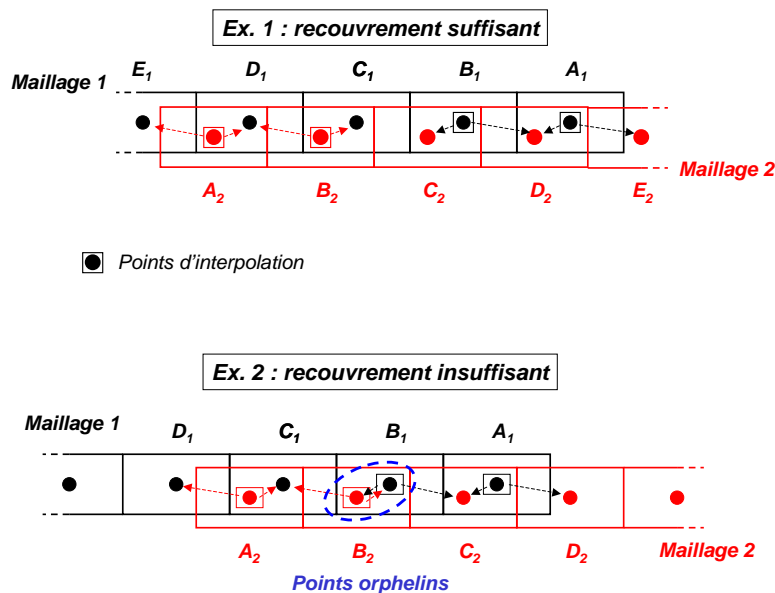 Ex. 1 : recouvrement suffisant
E1 D1 C1 B1 A1
Maillage 1
Maillage 2
A2 B2 C2 D2 E2
Points d'interpolation
Ex. 2 : recouvrement insuffisant
Maillage 1
D1 C1 B1 A1
A2 B2 C2 D2 Maillage 2
Points orphelins